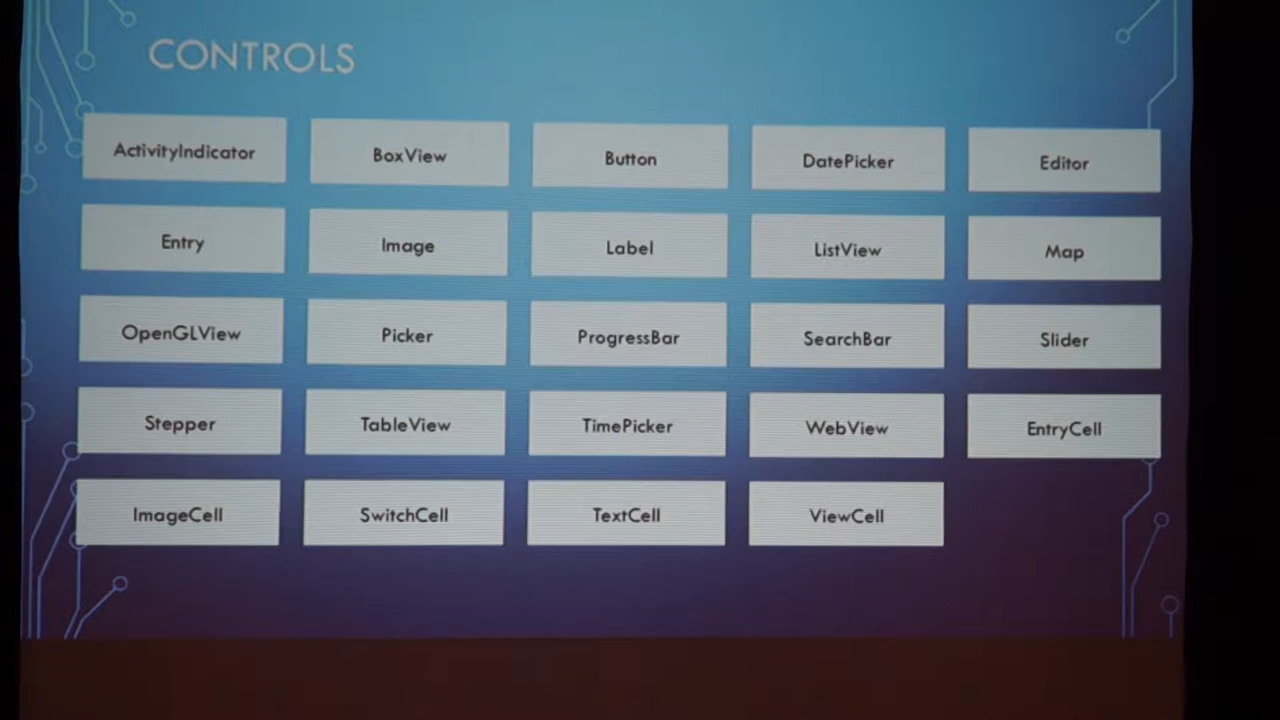 CONTROLS
ActivityIndicator
BoxView
Button
DatePicker
Editor
Entry
Image
Label
ListView
Map
OpenGLView
Picker
ProgressBar
SearchBar
Slider
Stepper
TableView
TimePicker
WebView
EntryCell
ImageCell
SwitchCell
TextCell
ViewCell